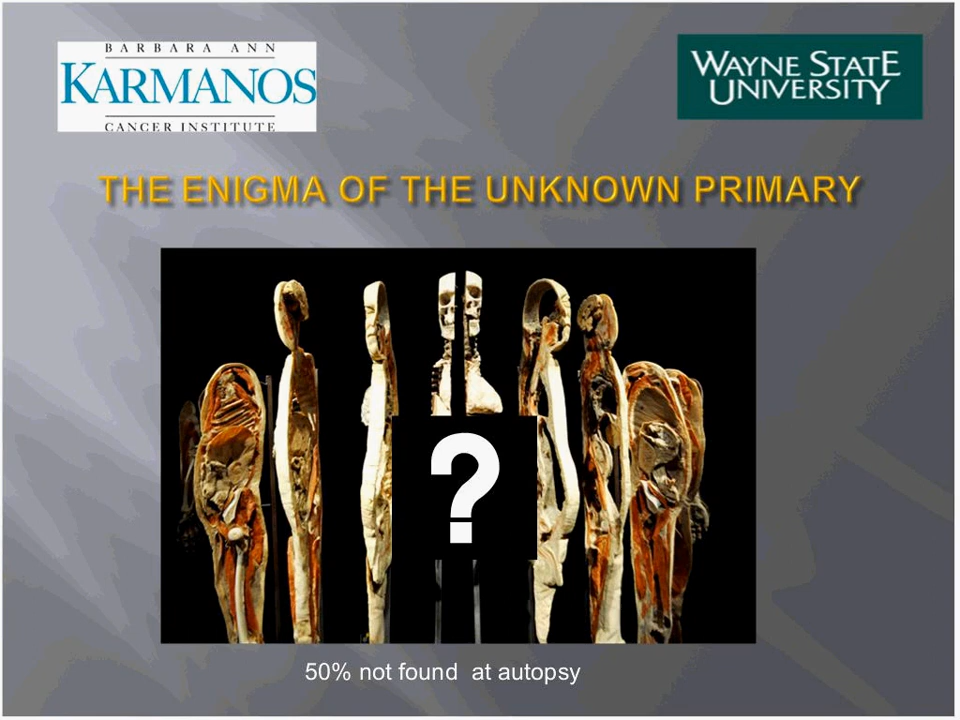 BARBARA ANN
KARMANOS
CANCER INSTITUTE
WAYNE STATE
UNIVERSITY
THE ENIGMA OF THE UNKNOWN PRIMARY
?
50% not found  at autopsy